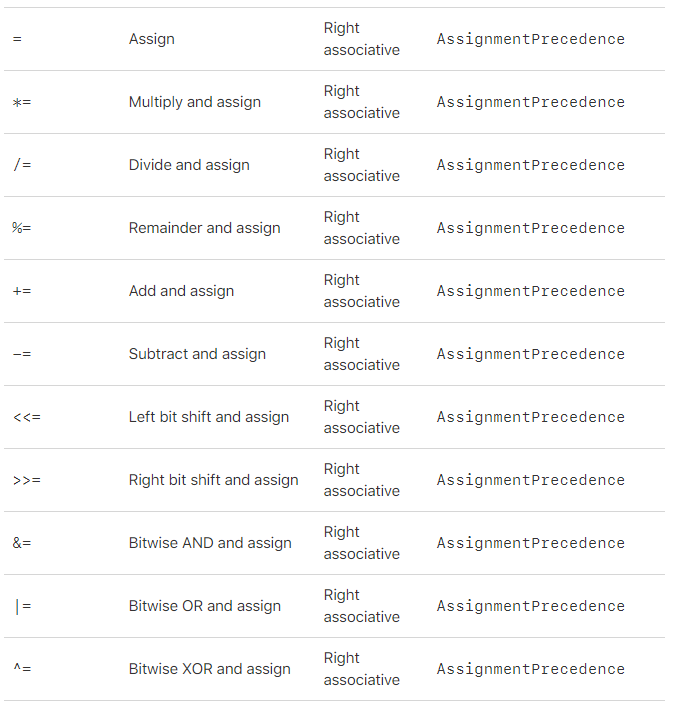 = Assign Right associative AssignmentPrecedence
*= Multiply and assign Right associative AssignmentPrecedence
/= Divide and assign Right associative AssignmentPrecedence
%= Remainder and assign Right associative AssignmentPrecedence
+= Add and assign Right associative AssignmentPrecedence
-= Subtract and assign Right associative AssignmentPrecedence
<<= Left bit shift and assign Right associative AssignmentPrecedence
>>= Right bit shift and assign Right associative AssignmentPrecedence
&= Bitwise AND and assign Right associative AssignmentPrecedence
|= Bitwise OR and assign Right associative AssignmentPrecedence
^= Bitwise XOR and assign Right associative AssignmentPrecedence